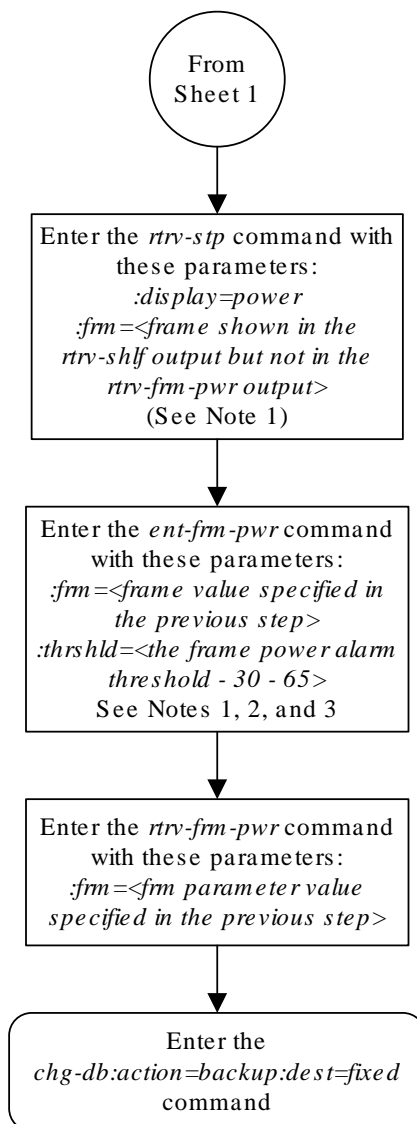 From
Sheet 1
Enter the rtrv-stp command with
these parameters:
:display=power
:frm=<frame shown in the
rtrv-shlf output but not in the
rtrv-frm-pwr output>
(See Note 1)
Enter the ent-frm-pwr command
with these parameters:
:frm=<frame value specified in
the previous step>
:thrshld=<the frame power alarm
threshold - 30 - 65>
See Notes 1, 2, and 3
Enter the rtrv-frm-pwr command
with these parameters:
:frm=<frm parameter value
specified in the previous step>
Enter the
chg-db:action=backup:dest=fixed
command